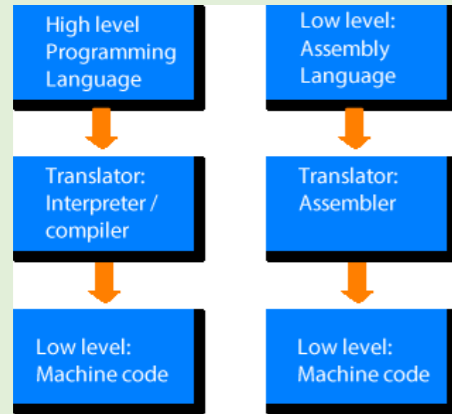 High level
Programming
Language
Low level:
Assembly
Language
Translator:
Interpreter /
compiler
Translator:
Assembler
Low level:
Machine code
Low level:
Machine code